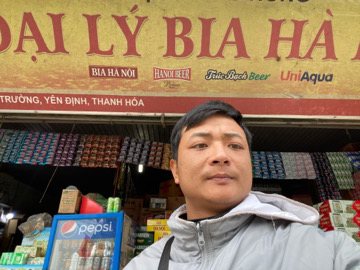 ĐẠI LÝ BIA HÀ
BIA HÀ NỘI HANOI BEER Trúc Bạch Beer UniAqua
TRƯỜNG, YÊN ĐỊNH, THANH HÓA
pepsi